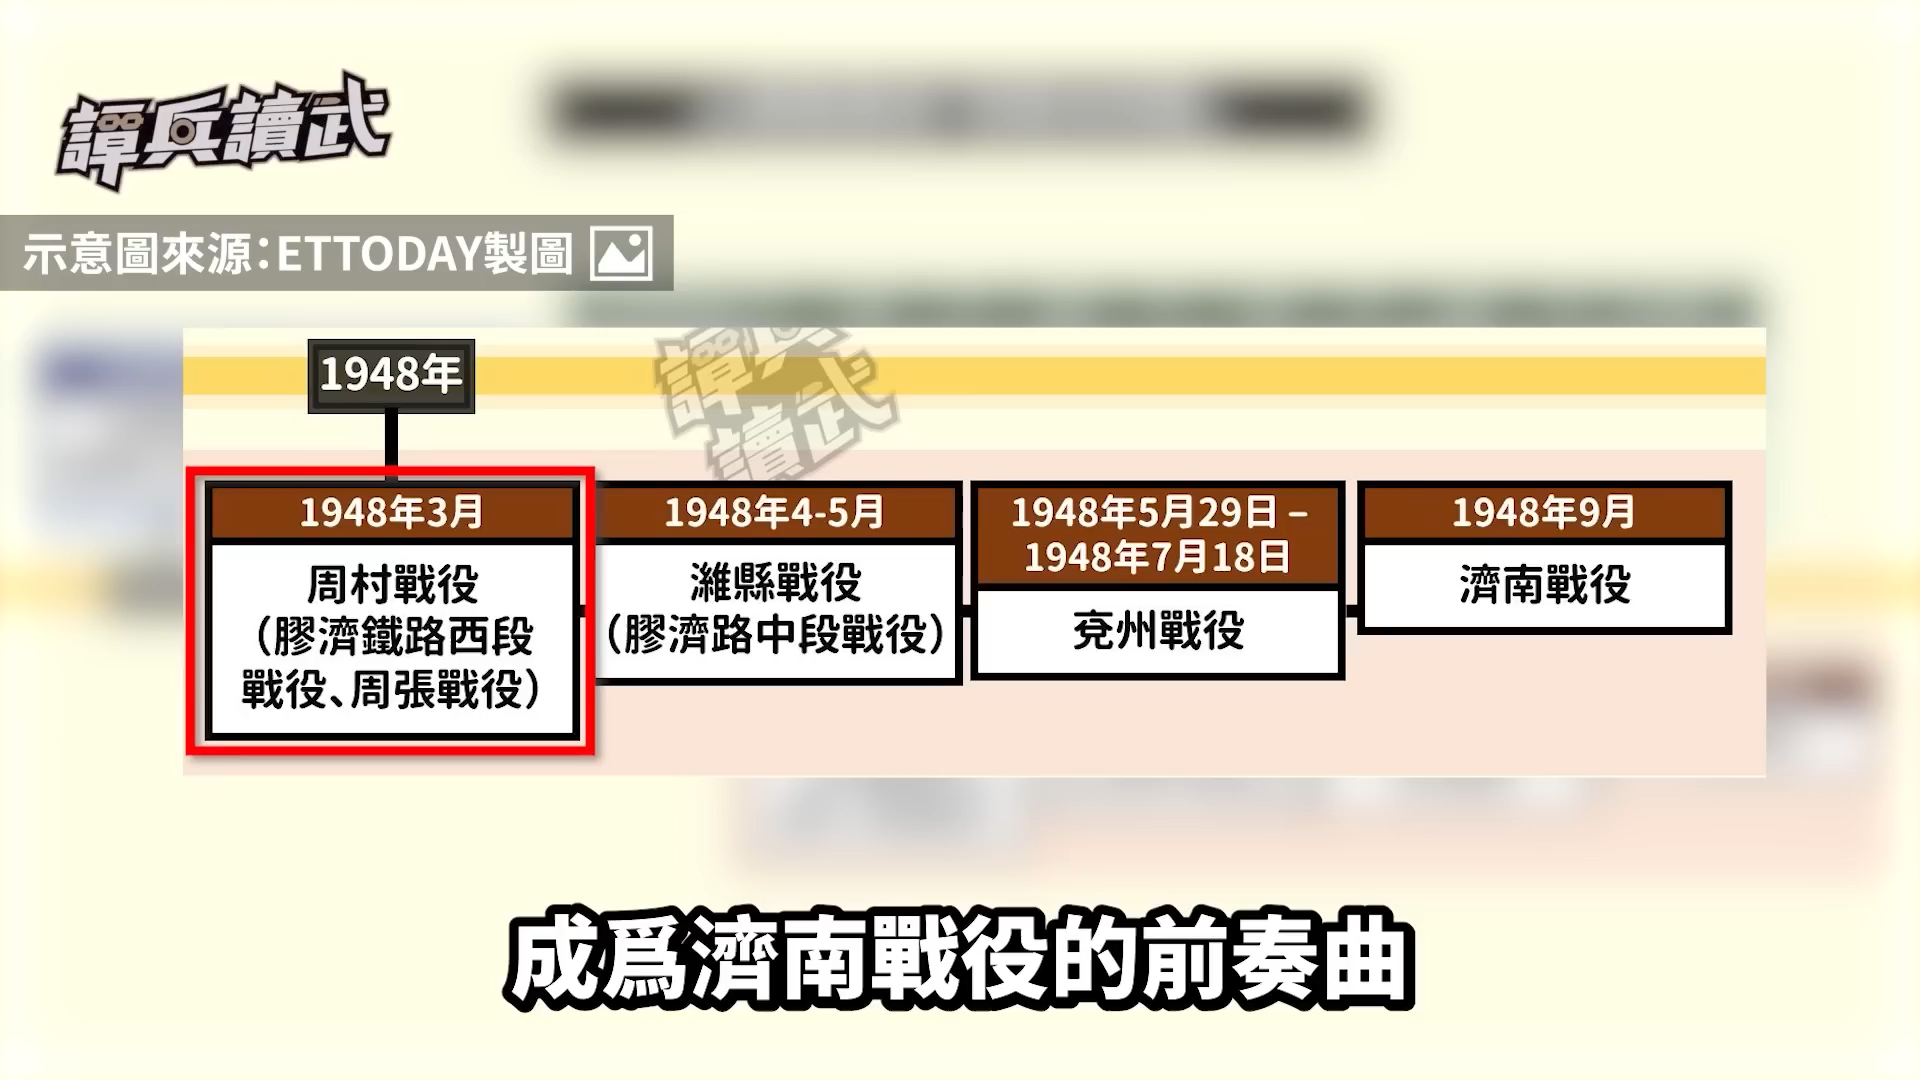 譚兵讀武
示意圖來源：ETTODAY製圖
1948年
譚兵
讀武
1948年3月
周村戰役
（膠濟鐵路西段
戰役、周張戰役）
1948年4-5月
濰縣戰役
（膠濟路中段戰役）
1948年5月29日 –
1948年7月18日
兗州戰役
1948年9月
濟南戰役
成爲濟南戰役的前奏曲